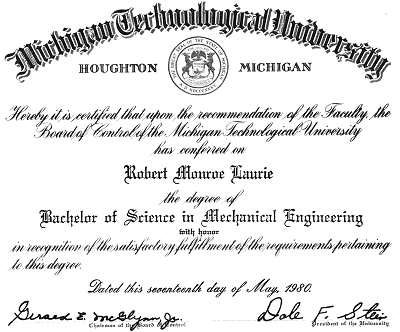 Michigan Technological University
HOUGHTON MICHIGAN
Hereby it is certified that upon the recommendation of the Faculty, the
Board of Control of the Michigan Technological University
has conferred on
Robert Monroe Laurie
the degree of
Bachelor of Science in Mechanical Engineering
with honor
in recognition of the satisfactory fulfillment of the requirements pertaining
to this degree.
Dated this seventeenth day of May, 1980.
Dale F. Stein
Chairman of the Board of Control President of the University